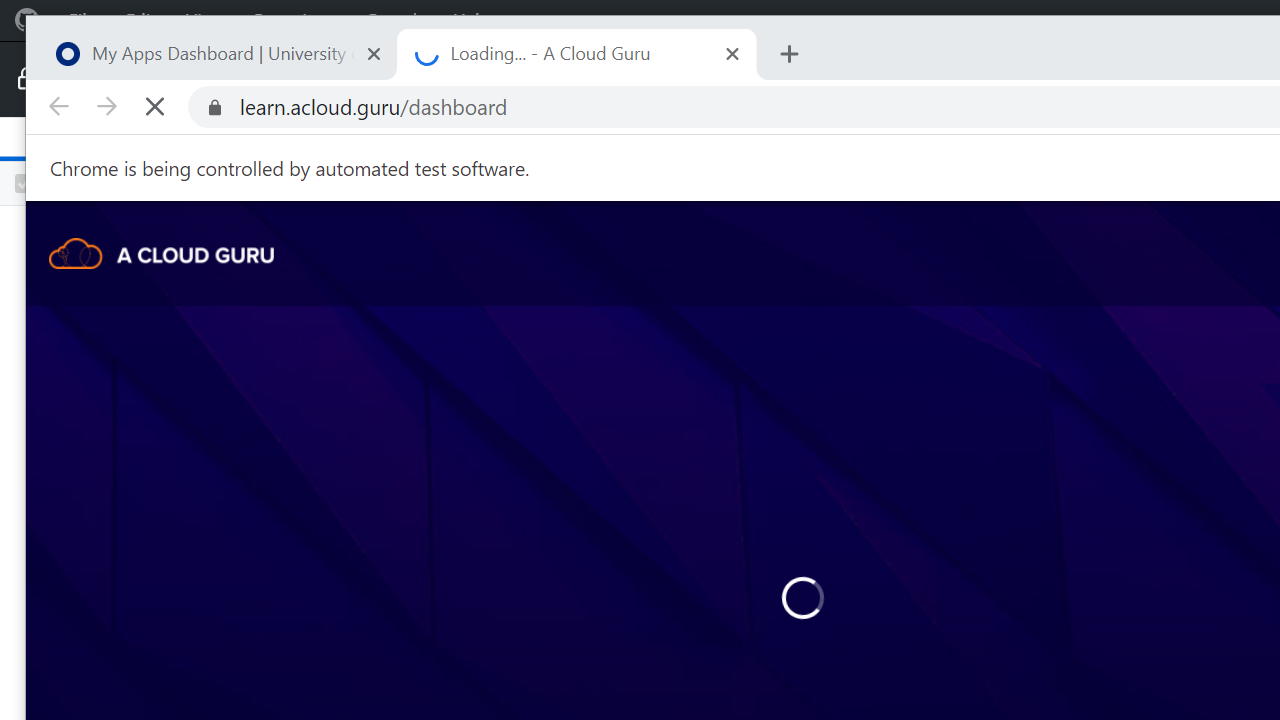 My Apps Dashboard | University
Loading... - A Cloud Guru
learn.acloud.guru/dashboard
Chrome is being controlled by automated test software.
A CLOUD GURU